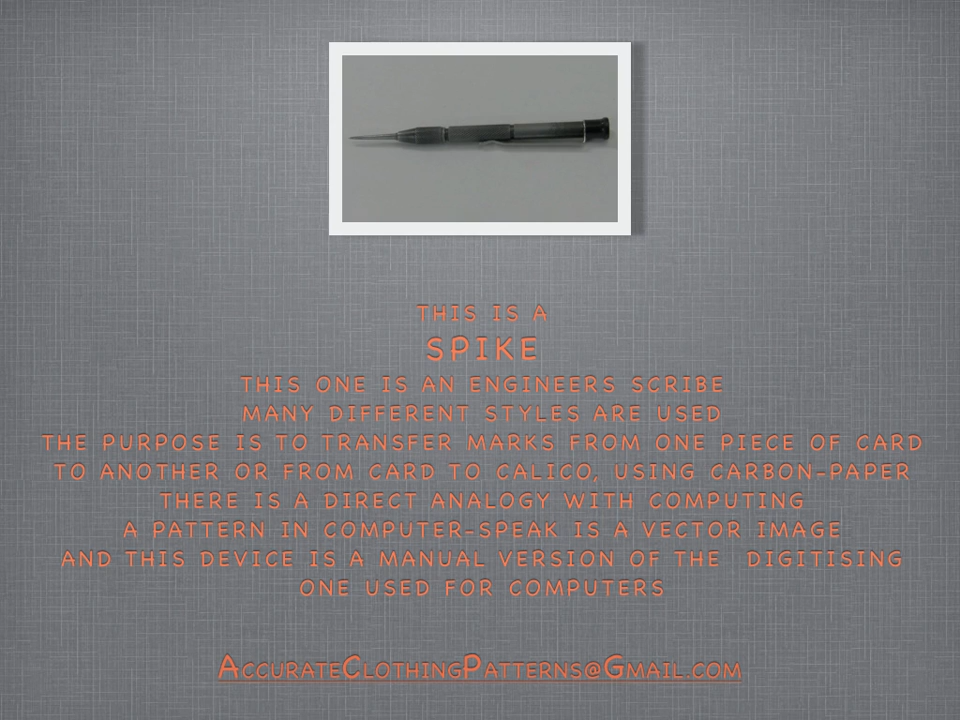 THIS IS A
SPIKE
THIS ONE IS AN ENGINEERS SCRIBE
MANY DIFFERENT STYLES ARE USED
THE PURPOSE IS TO TRANSFER MARKS FROM ONE PIECE OF CARD
TO ANOTHER OR FROM CARD TO CALICO, USING CARBON-PAPER
THERE IS A DIRECT ANALOGY WITH COMPUTING
A PATTERN IN COMPUTER-SPEAK IS A VECTOR IMAGE
AND THIS DEVICE IS A MANUAL VERSION OF THE DIGITISING
ONE USED FOR COMPUTERS
AccurateClothingPatterns@Gmail.com